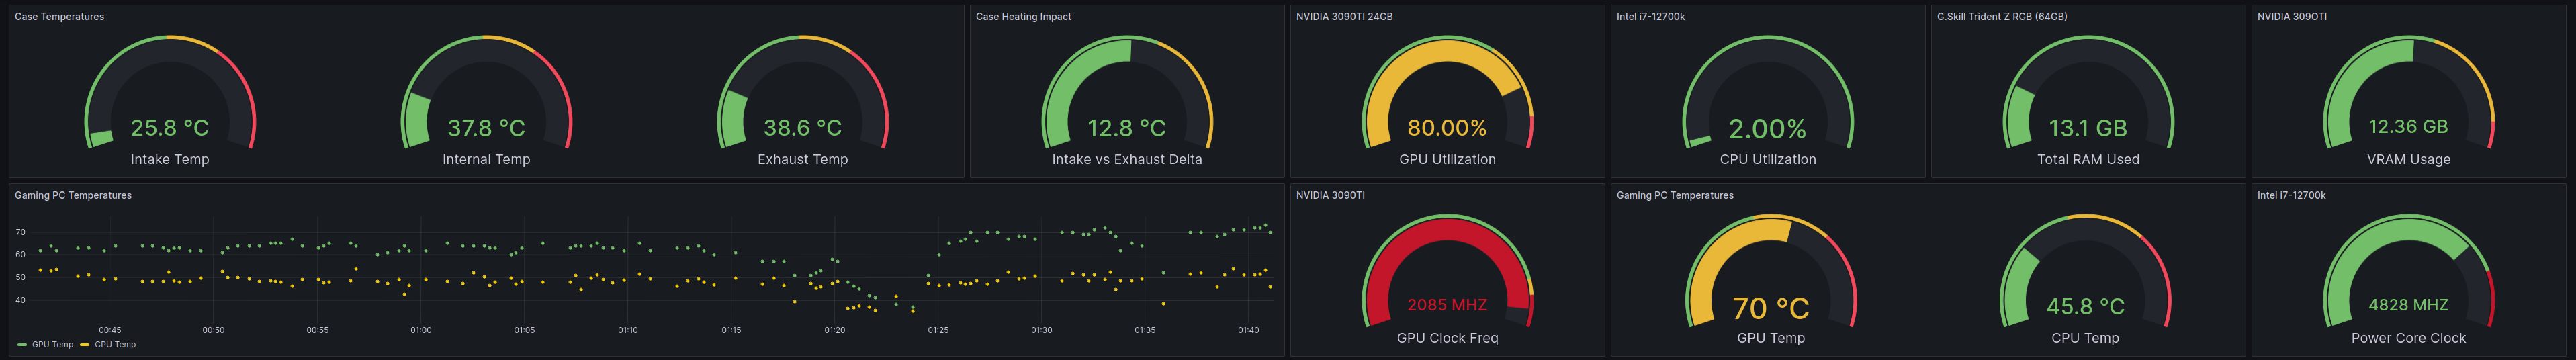 Case Temperatures
25.8 °C
Intake Temp
37.8 °C
Internal Temp
38.6 °C
Exhaust Temp
Case Heating Impact
12.8 °C
Intake vs Exhaust Delta
NVIDIA 3090TI 24GB
80.00%
GPU Utilization
Intel i7-12700k
2.00%
CPU Utilization
G.Skill Trident Z RGB (64GB)
13.1 GB
Total RAM Used
NVIDIA 309OTI
12.36 GB
VRAM Usage
Gaming PC Temperatures
70
60
50
40
00:45 00:50 00:55 01:00 01:05 01:10 01:15 01:20 01:25 01:30 01:35 01:40
GPU Temp CPU Temp
NVIDIA 3090TI
2085 MHZ
GPU Clock Freq
Gaming PC Temperatures
70 °C
GPU Temp
45.8 °C
CPU Temp
Intel i7-12700k
4828 MHZ
Power Core Clock